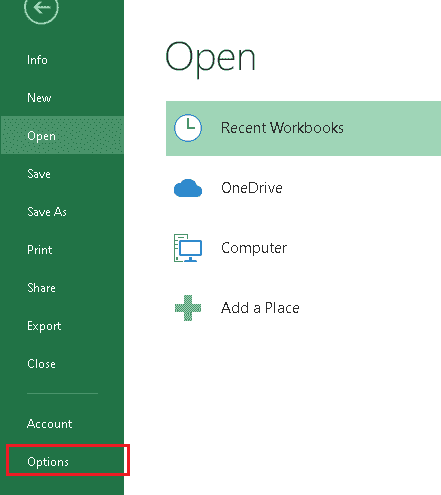 Info
New
Open
Save
Save As
Print
Share
Export
Close
Account
Options
Open
Recent Workbooks
OneDrive
Computer
Add a Place